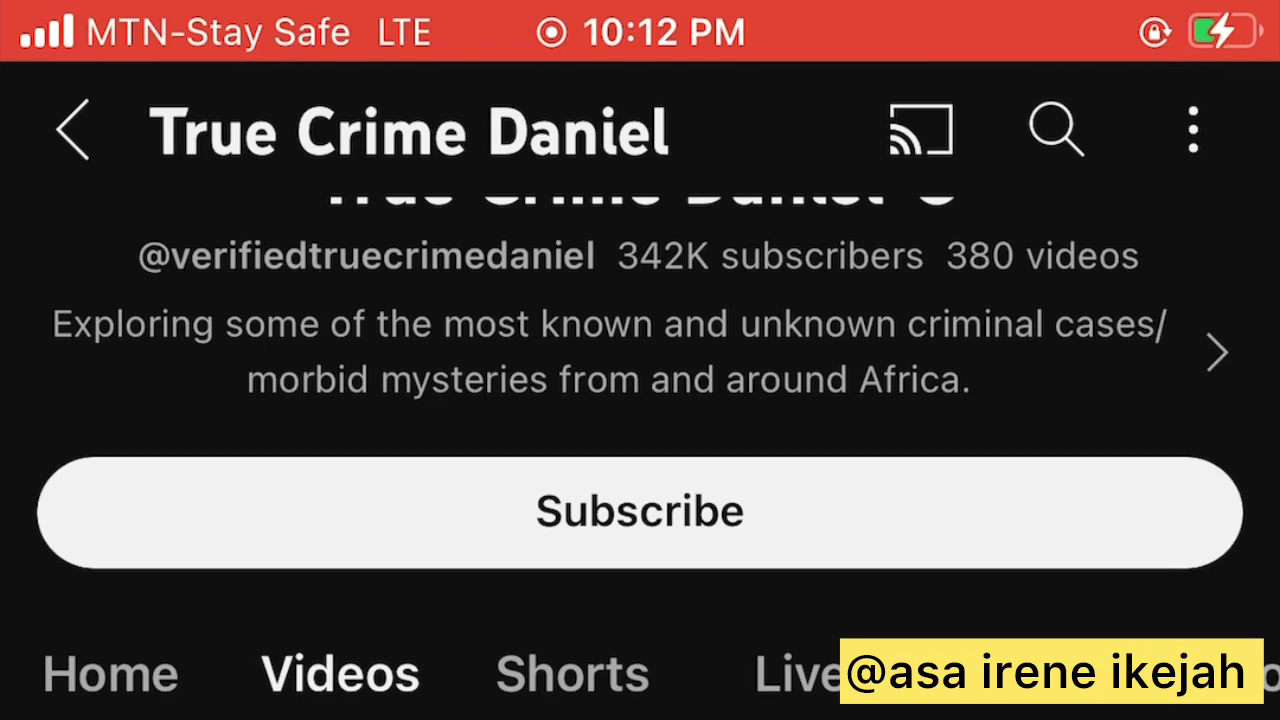 MTN-Stay Safe LTE 10:12 PM
True Crime Daniel
@verifiedtruecrimedaniel 342K subscribers 380 videos
Exploring some of the most known and unknown criminal cases/
morbid mysteries from and around Africa.
Subscribe
Home Videos Shorts Live
@asa irene ikejah